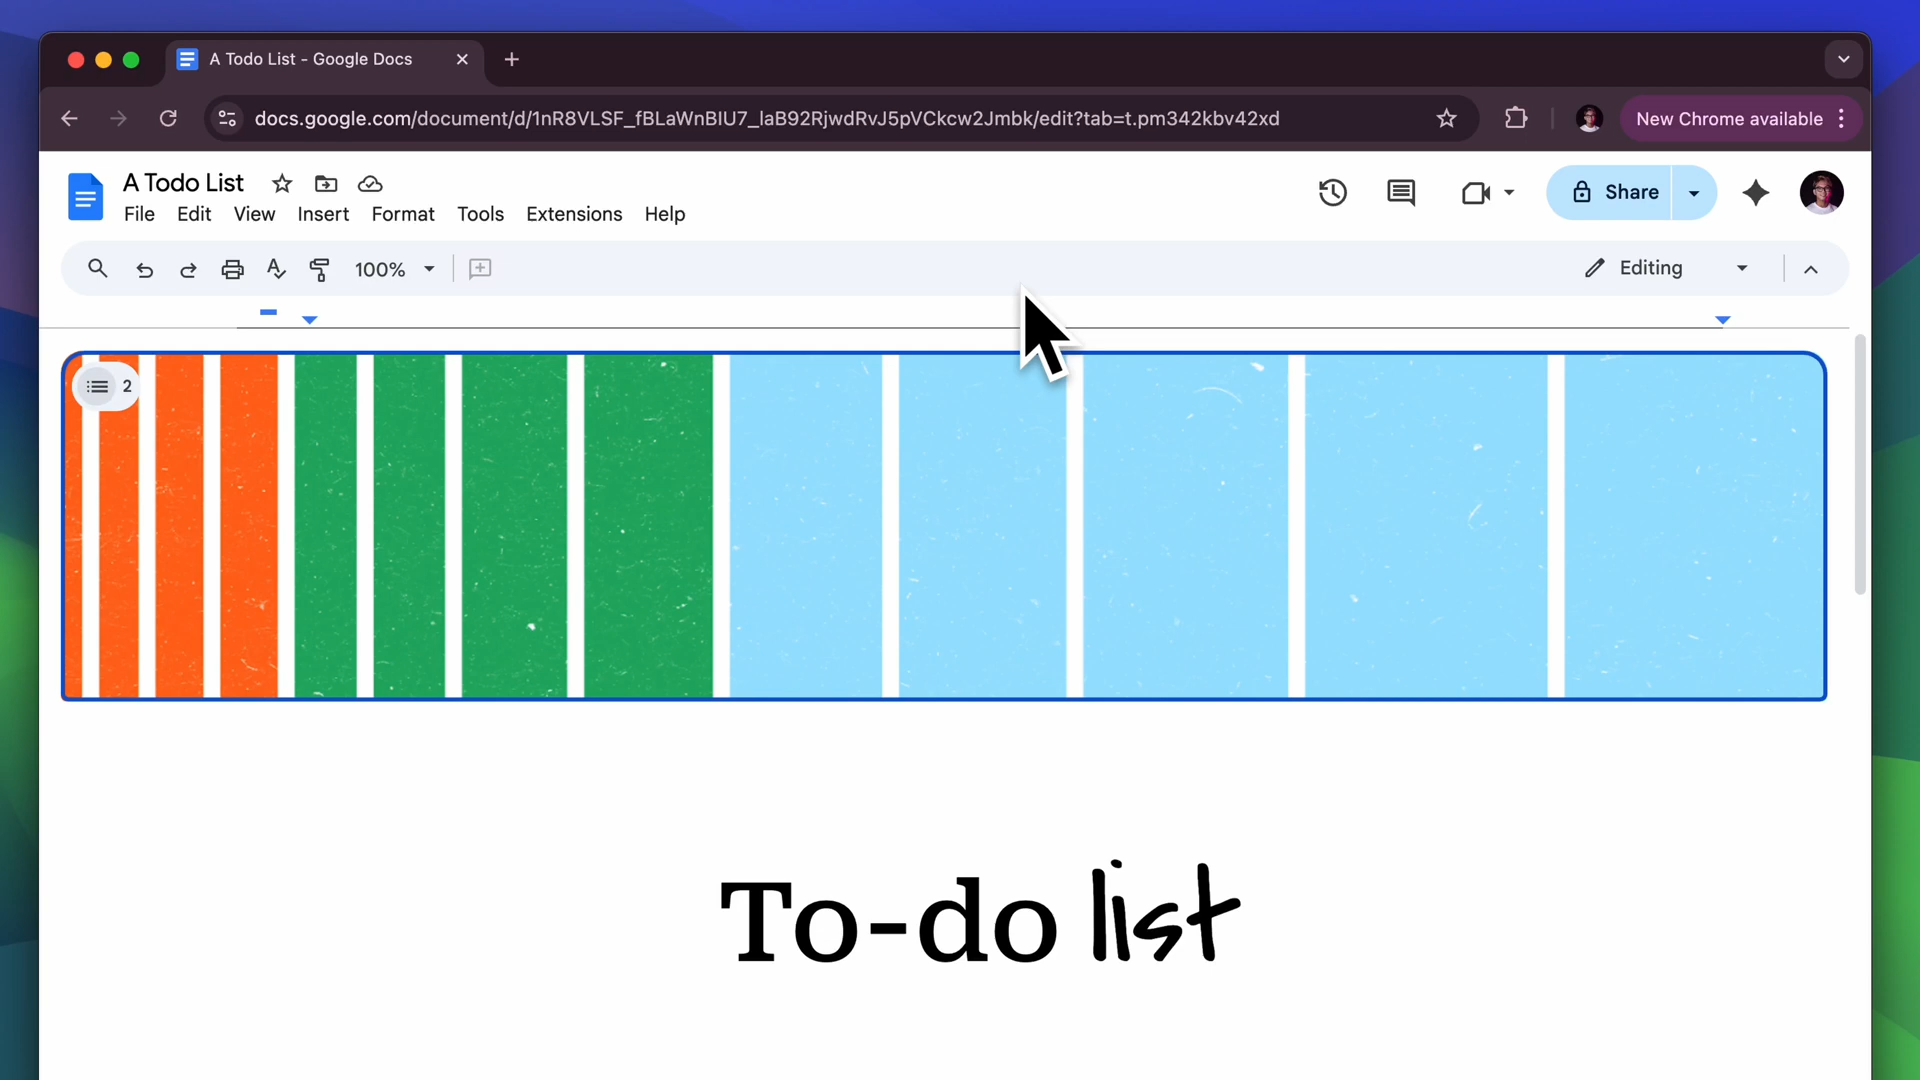 A Todo List - Google Docs
docs.google.com/document/d/1nR8VLSF_fBLaWnBIU7_laB92RjwdRvJ5pVCkcw2Jmbk/edit?tab=t.pm342kbv42xd
New Chrome available
A Todo List
File Edit View Insert Format Tools Extensions Help
Share
100%
Editing
2
To-do list